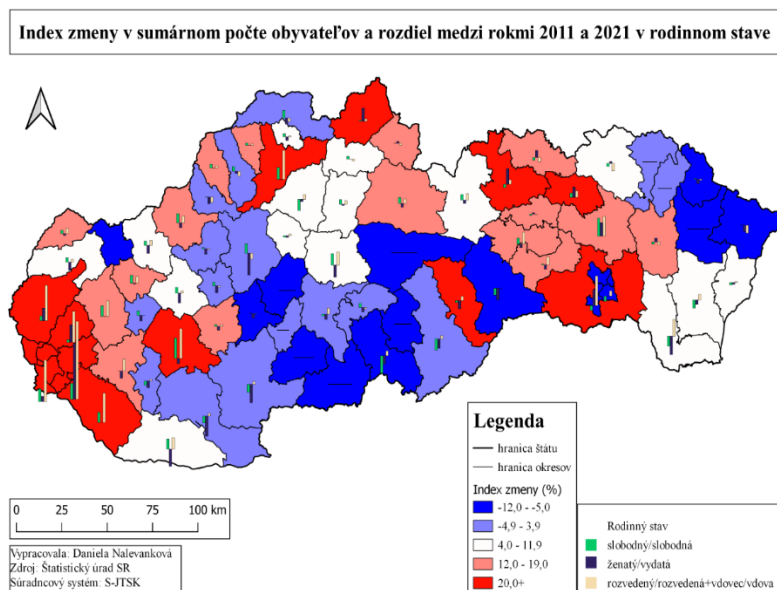 Index zmeny v sumárnom počte obyvateľov a rozdiel medzi rokmi 2011 a 2021 v rodinnom stave
Legenda
hranica štátu
hranica okresov
Index zmeny (%)
-12,0 - -5,0
-4,9 - 3,9
4,0 - 11,9
12,0 - 19,0
20,0+
Rodinný stav
slobodný/slobodná
ženatý/vydatá
rozvedený/rozvedená+vdovec/vdova
0 25 50 75 100 km
Vypracovala: Daniela Nalevanková
Zdroj: Štatistický úrad SR
Súradncový systém: S-JTSK